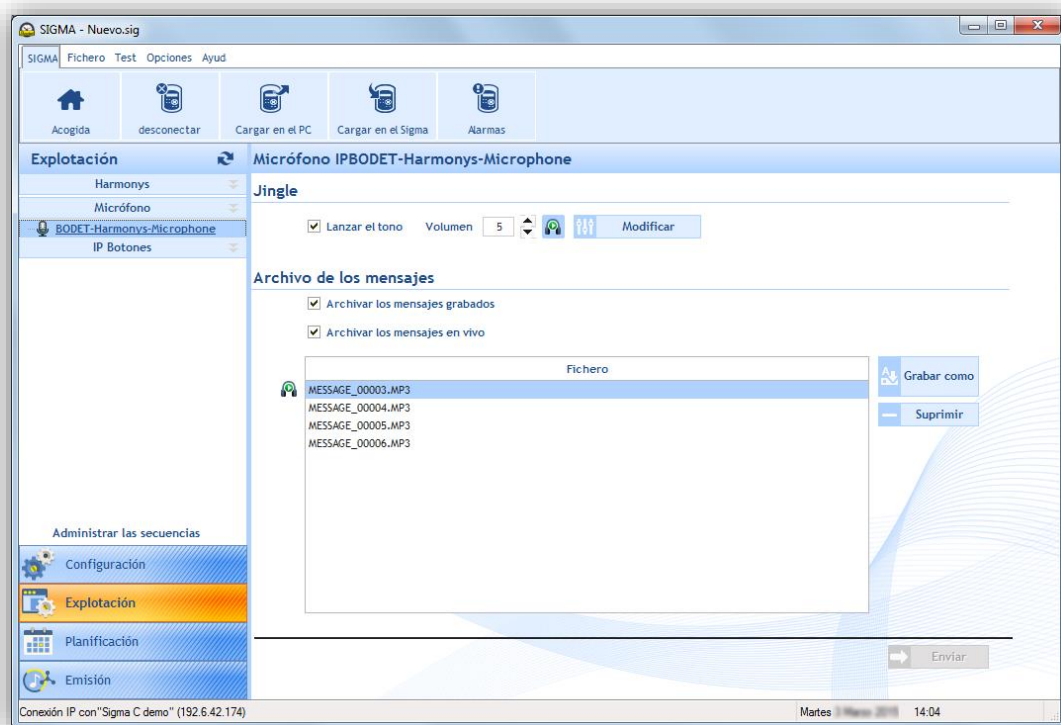 SIGMA - Nuevo.sig
SIGMA Fichero Test Opciones Ayud
Acogida desconectar Cargar en el PC Cargar en el Sigma Alarmas
Explotación
Harmonys
Micrófono
BODET-Harmonys-Microphone
IP Botones
Administrar las secuencias
Configuración
Explotación
Planificación
Emisión
Micrófono IPBODET-Harmonys-Microphone
Jingle
Lanzar el tono Volumen 5 Modificar
Archivo de los mensajes
Archivar los mensajes grabados
Archivar los mensajes en vivo
Fichero
MESSAGE_00003.MP3
MESSAGE_00004.MP3
MESSAGE_00005.MP3
MESSAGE_00006.MP3
Grabar como
Suprimir
Enviar
Conexión IP con"Sigma C demo" (192.6.42.174) Martes 14:04